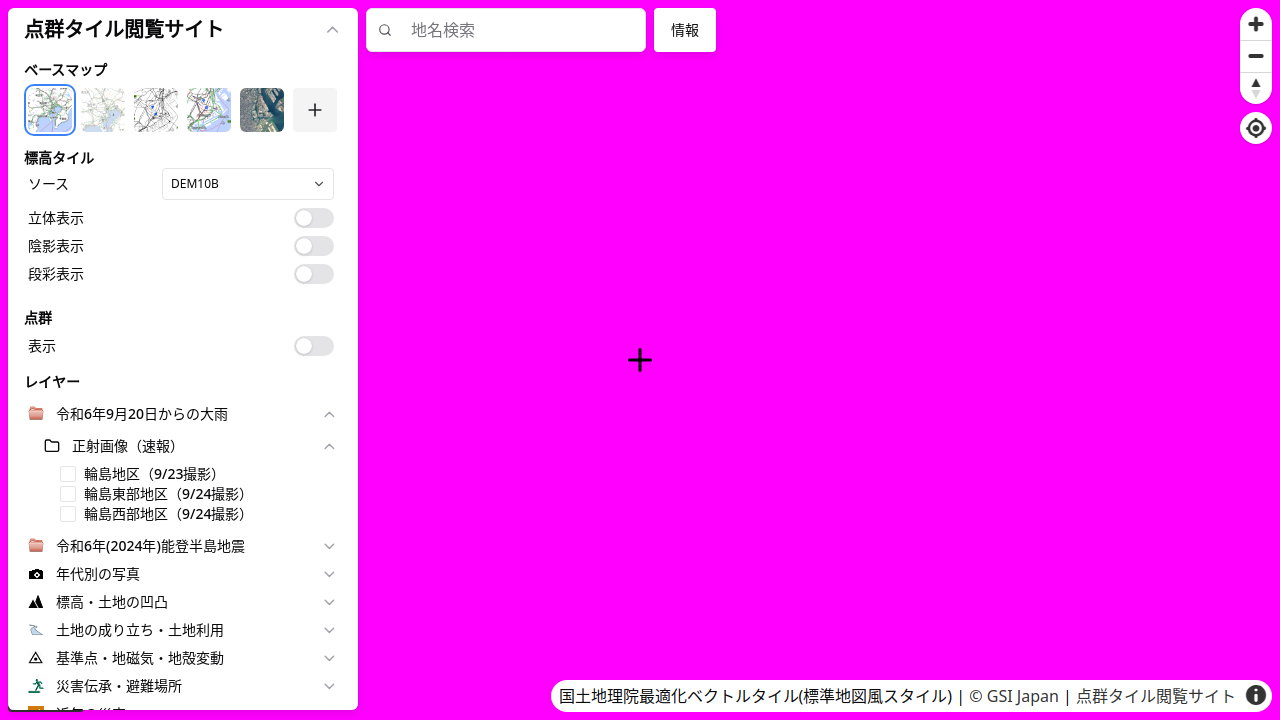 点群タイル閲覧サイト
地名検索
情報
ベースマップ
標高タイル
ソース
DEM10B
立体表示
陰影表示
段彩表示
点群
表示
レイヤー
令和6年9月20日からの大雨
正射画像（速報）
輪島地区（9/23撮影）
輪島東部地区（9/24撮影）
輪島西部地区（9/24撮影）
令和6年(2024年)能登半島地震
年代別の写真
標高・土地の凹凸
土地の成り立ち・土地利用
基準点・地磁気・地殻変動
災害伝承・避難場所
国土地理院最適化ベクトルタイル(標準地図風スタイル) | © GSI Japan | 点群タイル閲覧サイト